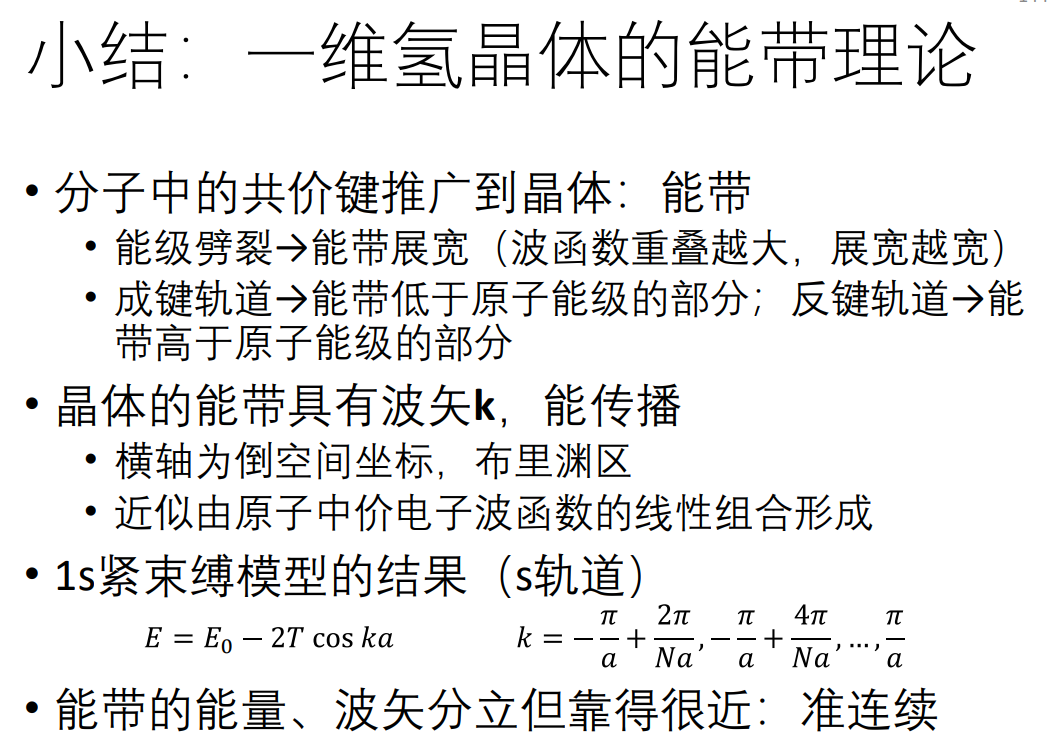 小结：一维氢晶体的能带理论
• 分子中的共价键推广到晶体：能带
• 能级劈裂→能带展宽（波函数重叠越大，展宽越宽）
• 成键轨道→能带低于原子能级的部分；反键轨道→能
带高于原子能级的部分
• 晶体的能带具有波矢k，能传播
• 横轴为倒空间坐标，布里渊区
• 近似由原子中价电子波函数的线性组合形成
• 1s紧束缚模型的结果（s轨道）
E = E₀ − 2T cos ka k = −π/a + 2π/Na, −π/a + 4π/Na, …, π/a
• 能带的能量、波矢分立但靠得很近：准连续